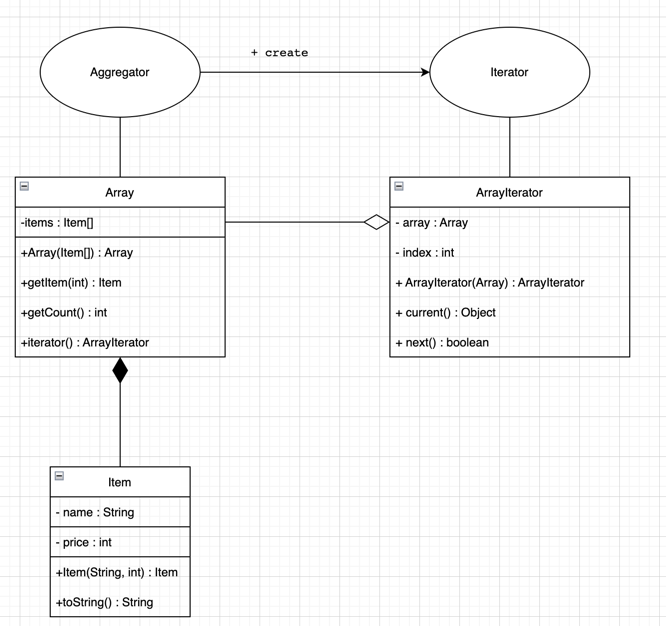 + create
Aggregator
Iterator
Array
-items : Item[]
+Array(Item[]) : Array
+getItem(int) : Item
+getCount() : int
+iterator() : ArrayIterator
ArrayIterator
- array : Array
- index : int
+ ArrayIterator(Array) : ArrayIterator
+ current() : Object
+ next() : boolean
Item
- name : String
- price : int
+Item(String, int) : Item
+toString() : String